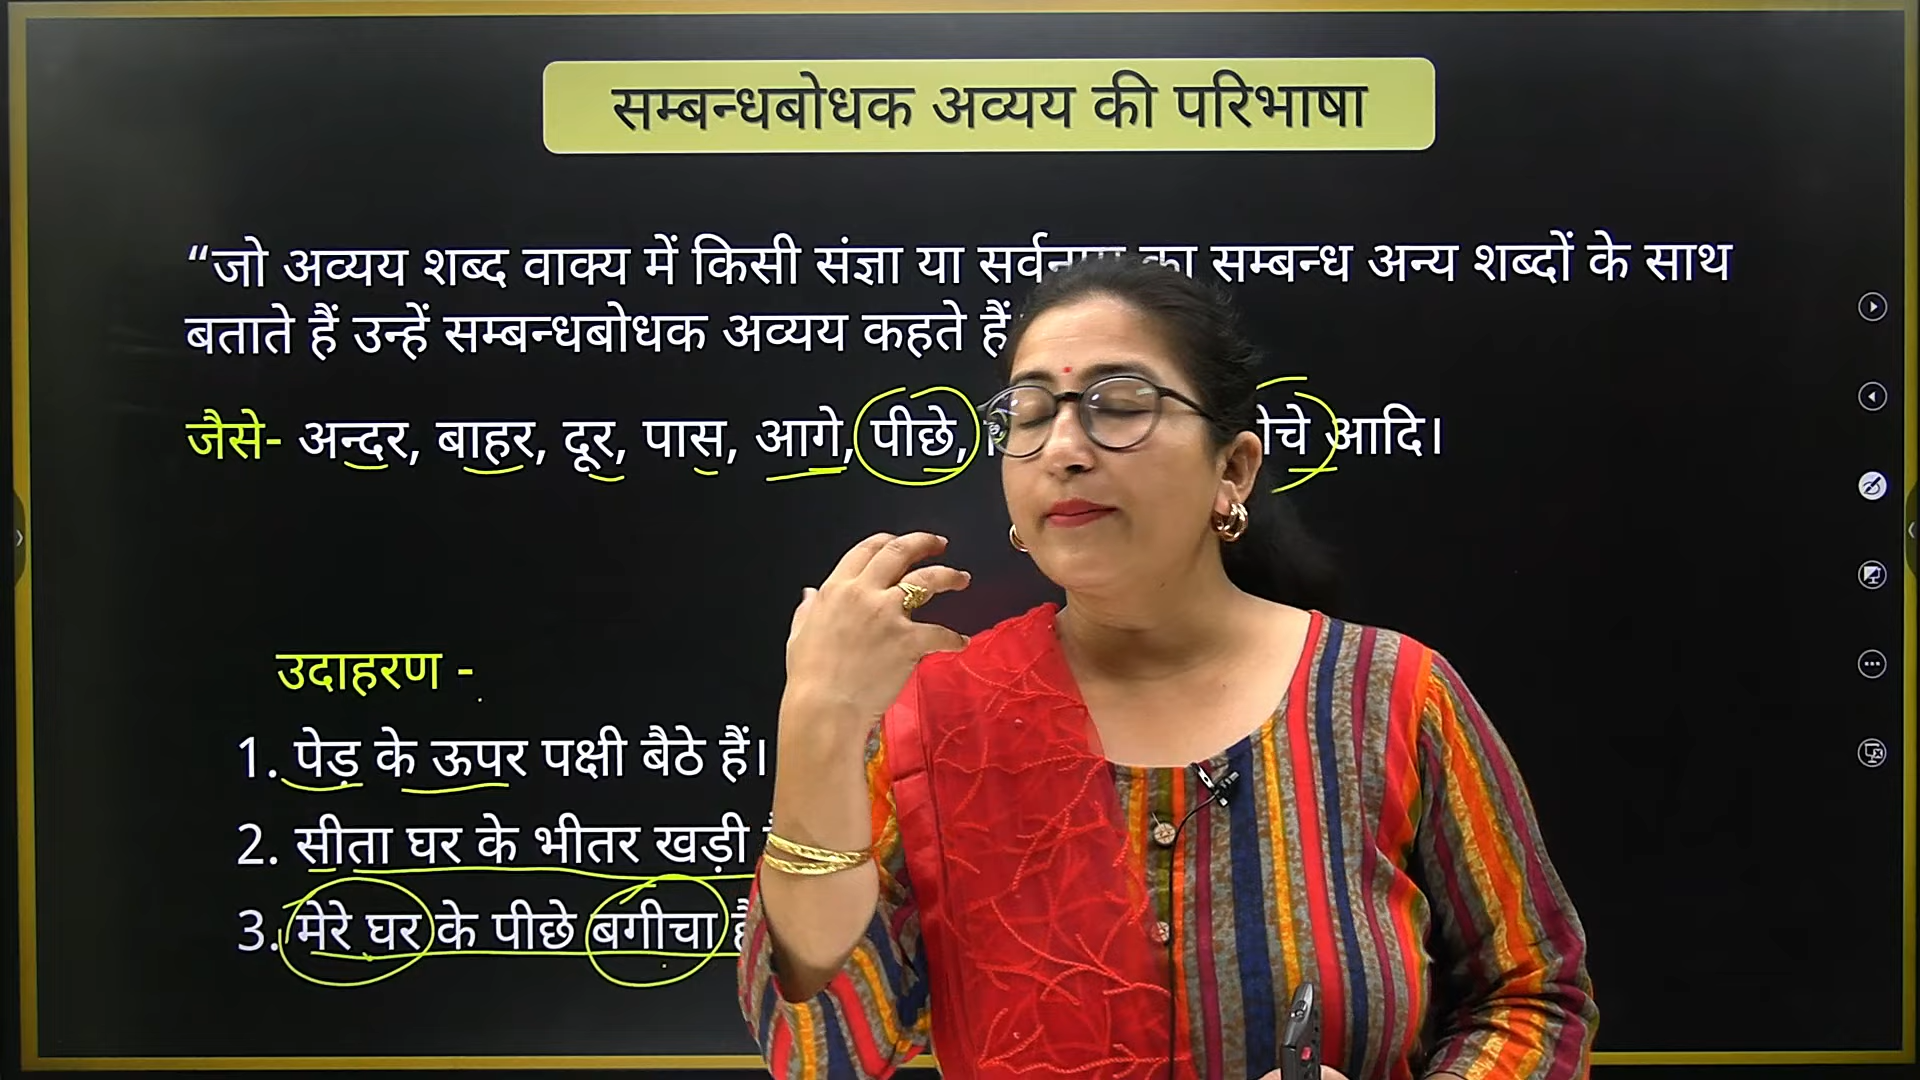 सम्बन्धबोधक अव्यय की परिभाषा
“जो अव्यय शब्द वाक्य में किसी संज्ञा या सर्वनाम का सम्बन्ध अन्य शब्दों के साथ
बताते हैं उन्हें सम्बन्धबोधक अव्यय कहते हैं
जैसे- अन्दर, बाहर, दूर, पास, आगे, पीछे, आदि।
उदाहरण -
1. पेड़ के ऊपर पक्षी बैठे हैं।
2. सीता घर के भीतर खड़ी
3. मेरे घर के पीछे बगीचा